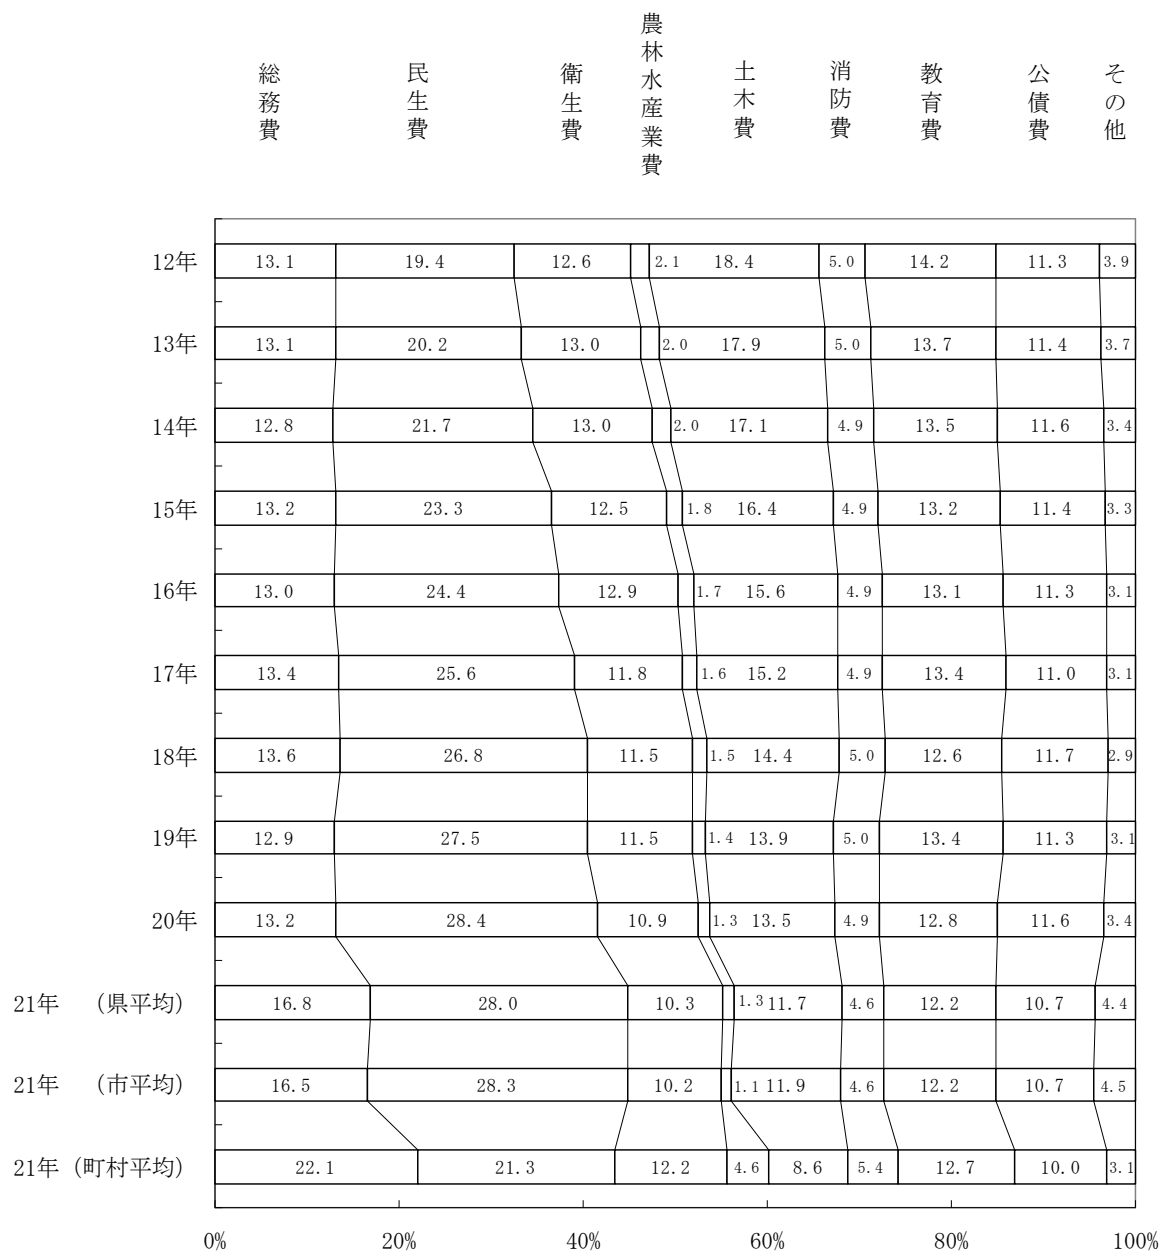 総務費
民生費
衛生費
農林水産業費
土木費
消防費
教育費
公債費
その他
12年 13.1 19.4 12.6 2.1 18.4 5.0 14.2 11.3 3.9
13年 13.1 20.2 13.0 2.0 17.9 5.0 13.7 11.4 3.7
14年 12.8 21.7 13.0 2.0 17.1 4.9 13.5 11.6 3.4
15年 13.2 23.3 12.5 1.8 16.4 4.9 13.2 11.4 3.3
16年 13.0 24.4 12.9 1.7 15.6 4.9 13.1 11.3 3.1
17年 13.4 25.6 11.8 1.6 15.2 4.9 13.4 11.0 3.1
18年 13.6 26.8 11.5 1.5 14.4 5.0 12.6 11.7 2.9
19年 12.9 27.5 11.5 1.4 13.9 5.0 13.4 11.3 3.1
20年 13.2 28.4 10.9 1.3 13.5 4.9 12.8 11.6 3.4
21年 （県平均） 16.8 28.0 10.3 1.3 11.7 4.6 12.2 10.7 4.4
21年 （市平均） 16.5 28.3 10.2 1.1 11.9 4.6 12.2 10.7 4.5
21年（町村平均） 22.1 21.3 12.2 4.6 8.6 5.4 12.7 10.0 3.1
0% 20% 40% 60% 80% 100%